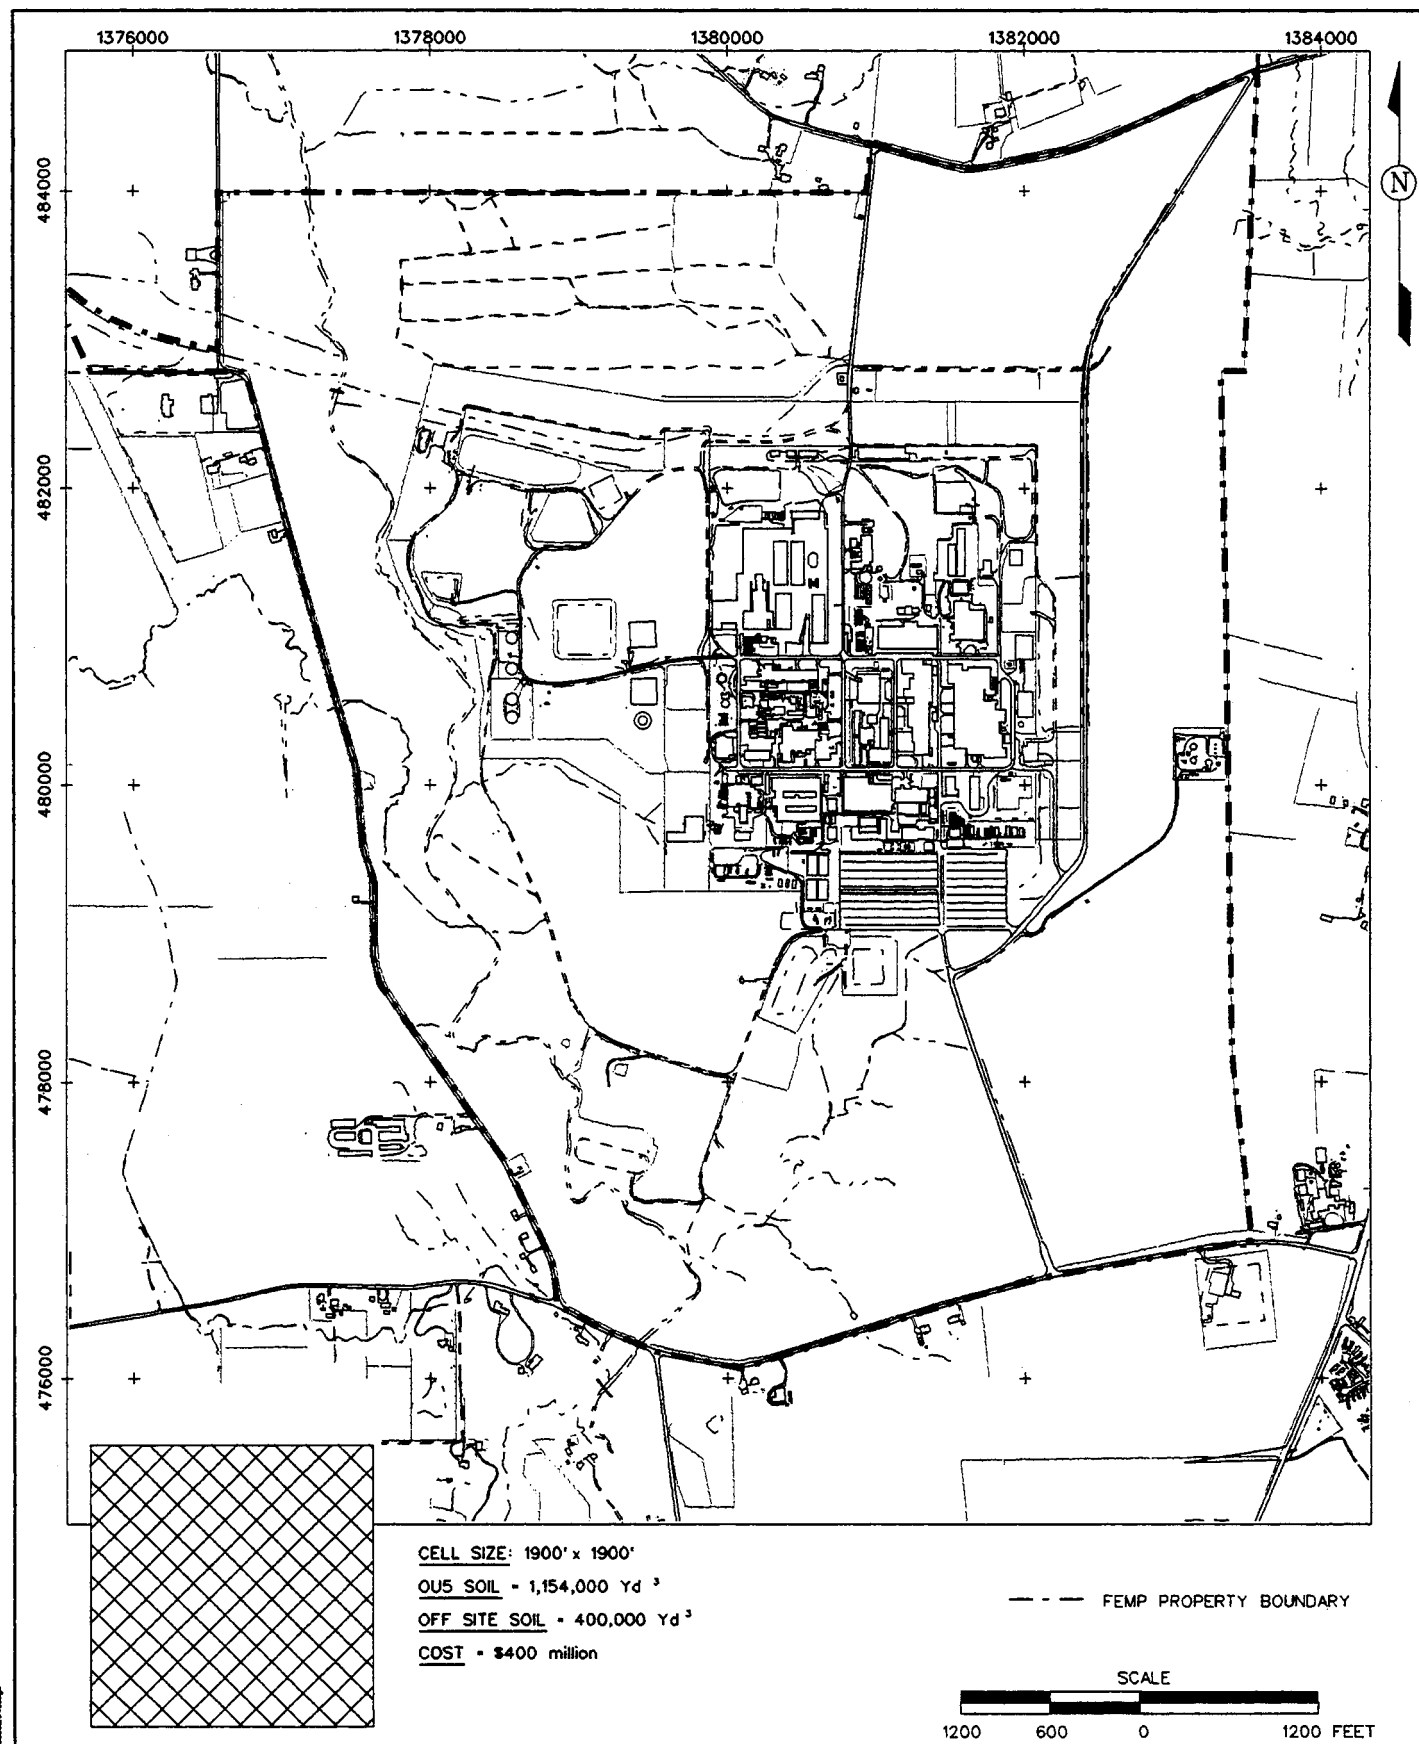 1376000 1378000 1380000 1382000 1384000
484000
N
482000
480000
478000
476000
CELL SIZE: 1900' x 1900'
OU5 SOIL - 1,154,000 Yd ³
OFF SITE SOIL - 400,000 Yd ³
COST - $400 million
FEMP PROPERTY BOUNDARY
SCALE
1200 600 0 1200 FEET